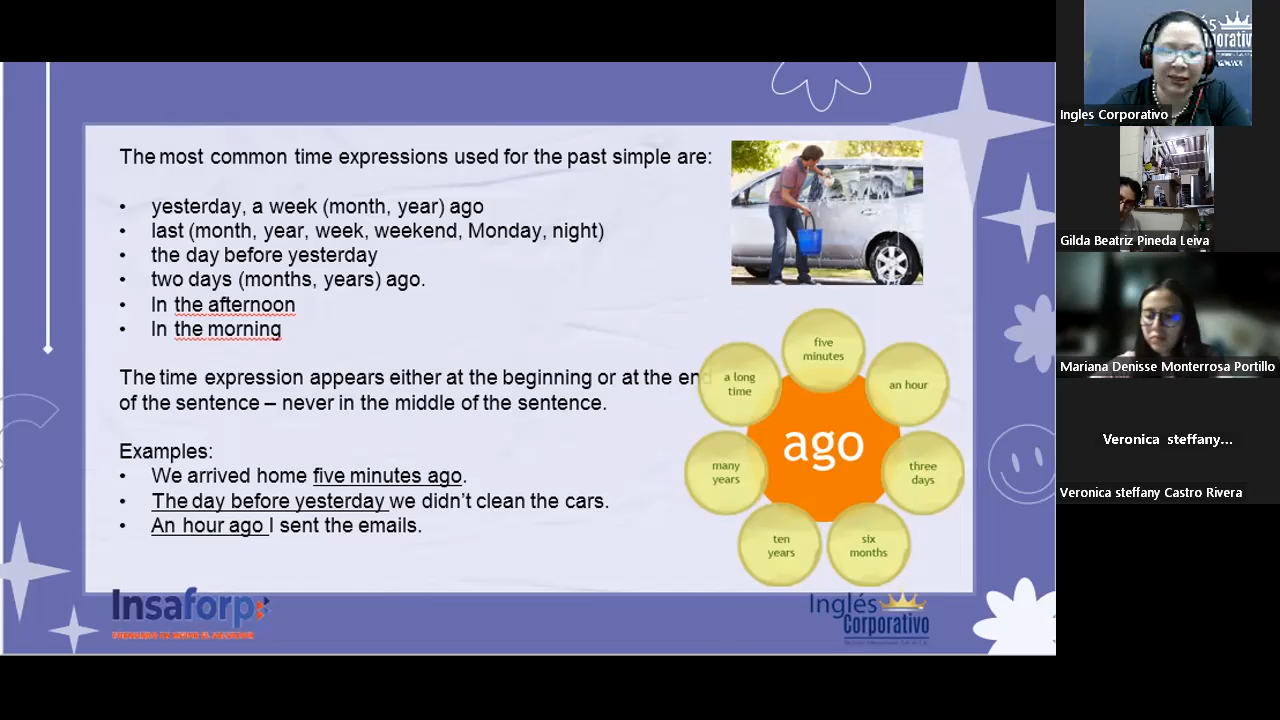 The most common time expressions used for the past simple are:
• yesterday, a week (month, year) ago
• last (month, year, week, weekend, Monday, night)
• the day before yesterday
• two days (months, years) ago.
• In the afternoon
• In the morning
The time expression appears either at the beginning or at the end
of the sentence – never in the middle of the sentence.
Examples:
• We arrived home five minutes ago.
• The day before yesterday we didn't clean the cars.
• An hour ago I sent the emails.
five
minutes
a long
time
an hour
ago
many
years
three
days
ten
years
six
months
Insaforp
Inglés
Corporativo
Ingles Corporativo
Gilda Beatriz Pineda Leiva
Mariana Denisse Monterrosa Portillo
Veronica steffany...
Veronica steffany Castro Rivera